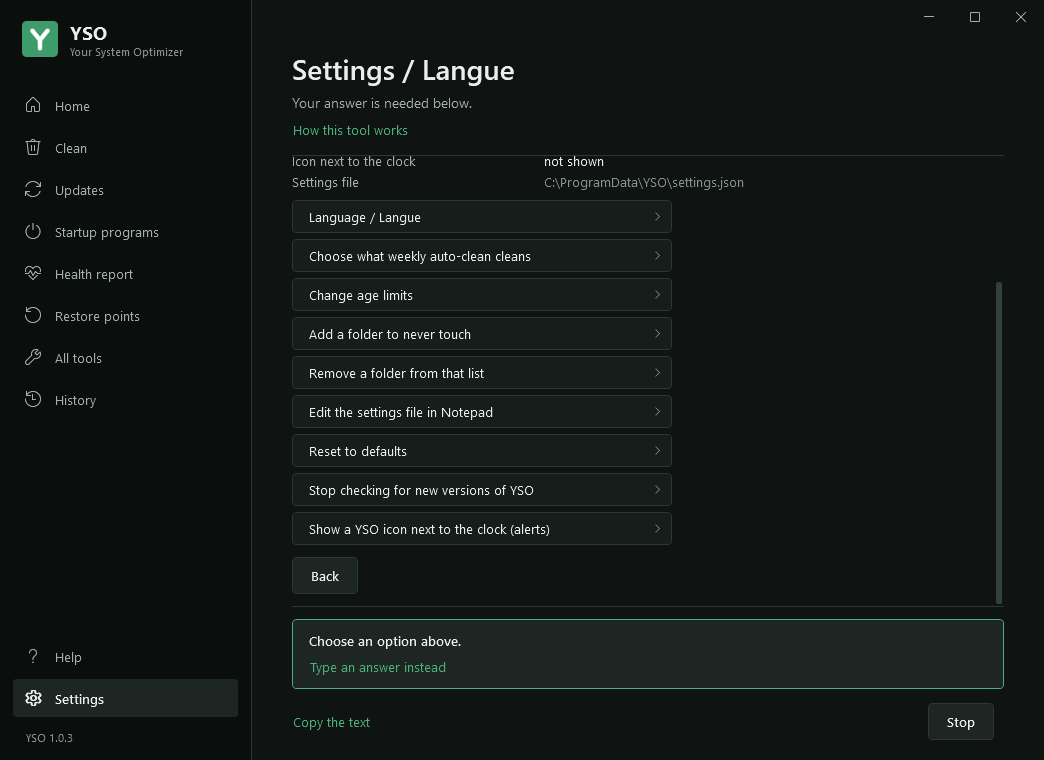 YSO
Your System Optimizer
Home
Clean
Updates
Startup programs
Health report
Restore points
All tools
History
Help
Settings
YSO 1.0.3
Settings / Langue
Your answer is needed below.
How this tool works
Icon next to the clock not shown
Settings file C:\ProgramData\YSO\settings.json
Language / Langue
Choose what weekly auto-clean cleans
Change age limits
Add a folder to never touch
Remove a folder from that list
Edit the settings file in Notepad
Reset to defaults
Stop checking for new versions of YSO
Show a YSO icon next to the clock (alerts)
Back
Choose an option above.
Type an answer instead
Copy the text
Stop